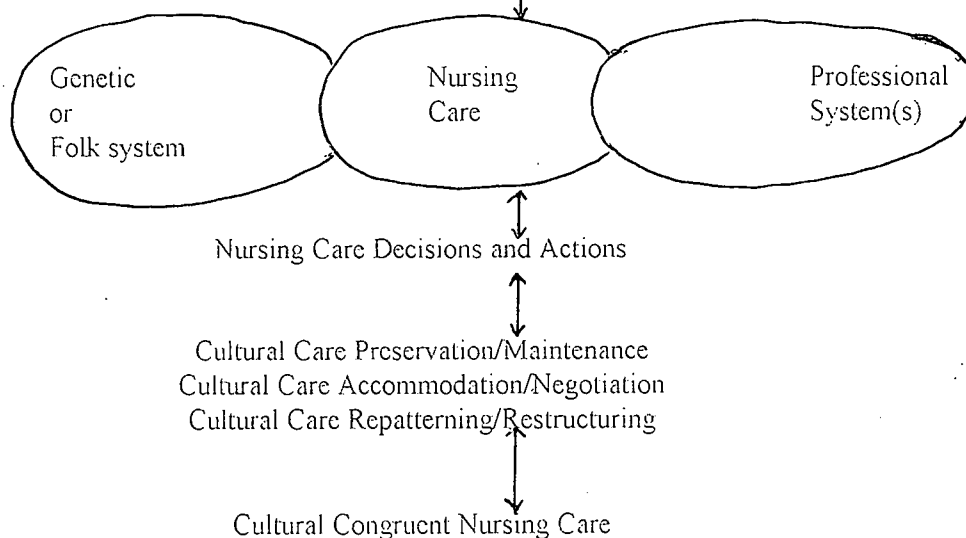 Genetic
or
Folk system
Nursing
Care
Professional
System(s)
Nursing Care Decisions and Actions
Cultural Care Preservation/Maintenance
Cultural Care Accommodation/Negotiation
Cultural Care Repatterning/Restructuring
Cultural Congruent Nursing Care